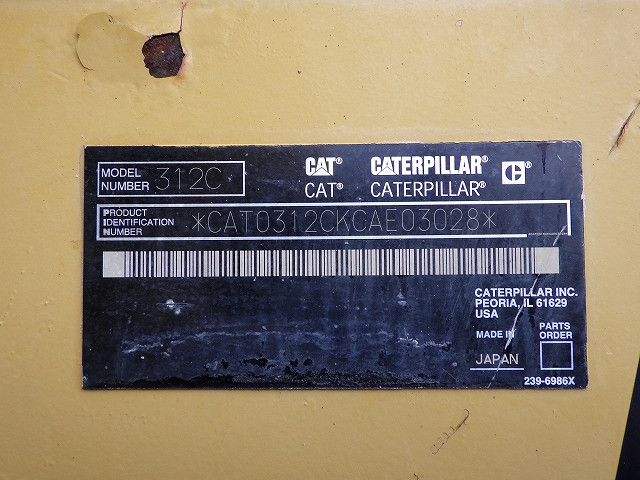 MODEL NUMBER 312C
CAT® CATERPILLAR® C
CAT® CATERPILLAR®
PRODUCT IDENTIFICATION NUMBER *CAT0312CKCAE03028*
CATERPILLAR INC.
PEORIA, IL 61629
USA
MADE IN
JAPAN
PARTS
ORDER
239-6986X